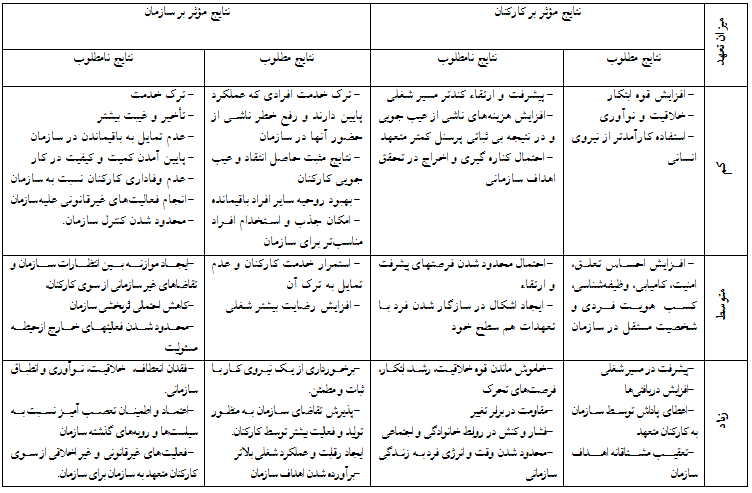 میزان تعهد
نتایج مؤثر بر کارکنان
نتایج مؤثر بر سازمان
نتایج مطلوب
نتایج نامطلوب
نتایج مطلوب
نتایج نامطلوب
کم
– افزایش قوه ابتکار
– خلاقیت و نوآوری
– استفاده کارآمدتر از نیروی
انسانی
– پیشرفت و ارتقاء کندتر مسیر شغلی
– افزایش هزینه‌های ناشی از عیب جویی
و در نتیجه بی ثباتی پرسنل کمتر متعهد
– احتمال کناره گیری و اخراج در تحقق
اهداف سازمانی
– ترک خدمت افرادی که عملکرد
پایین دارند و رفع خطر ناشی از
حضور آنها در سازمان
– نتایج مثبت حاصل انتقاد و عیب
جویی کارکنان
– بهبود روحیه سایر افراد باقیمانده
– امکان جذب و استخدام افراد
مناسب‌تر برای سازمان
– ترک خدمت
– تأخیر و غیبت بیشتر
– عدم تمایل به باقیماندن در سازمان
– پایین آمدن کمیت و کیفیت در کار
– عدم وفاداری کارکنان نسبت به سازمان
– انجام فعالیت‌های غیرقانونی علیه‌سازمان
– محدود شدن کنترل سازمان.
متوسط
– افزایش احساس تعلق،
امنیت، کامیابی، وظیفه‌شناسی،
کسب هویت فردی و
شخصیت مستقل در سازمان
– احتمال محدود شدن فرصتهای پیشرفت
و ارتقاء
– ایجاد اشکال در سازگار شدن فرد با
تعهدات هم سطح خود
– استمرار خدمت کارکنان و عدم
تمایل به ترک آن
– افزایش رضایت بیشتر شغلی
–ایجاد موازنه بین انتظارات سازمان و
تقاضاهای غیر سازمانی از سوی کارکنان.
–کاهش احتملی اثربخشی سازمان
–محدود شدن فعلیتهای خارج ازحیطه
مسئولیت
زیاد
–پیشرفت در مسیر شغلی
–افزایش دریافتی‌ها
–اعطای پاداش توسط سازمان
به کارکنان متعهد
–تعقیب مشتاقانه اهداف
سازمان
–خاموش ماندن قوه خلاقیت، رشد، ابتکار،
فرصت‌های تحرک
–مقاومت در برابر تغیر
–فشار و کنش در روابط خانوادگی و اجتماعی
–محدود شدن وقت و انرژی فرد به زندگی
سازمانی
–برخورداری از یک نیروی کار با
ثبات و مطمئن.
–پذیرش تقاضای سازمان به منظور
تولید و فعلیت بیشتر توسط کارکنان.
ایجاد رقابت و عملکرد شغلی بالاتر
–برآورده شدن اهداف سازمان
–فقدان انعطاف، خلاقیت، نوآوری و انطباق
سازمانی.
–اعتماد و اطمینان تعصب آمیز نسبت به
سیاست‌ها و رویه‌های گذشته سازمان
–فعلیت‌های غیرقانونی و غیر اخلاقی از سوی
کارکنان متعهد به سازمان برای سازمان.